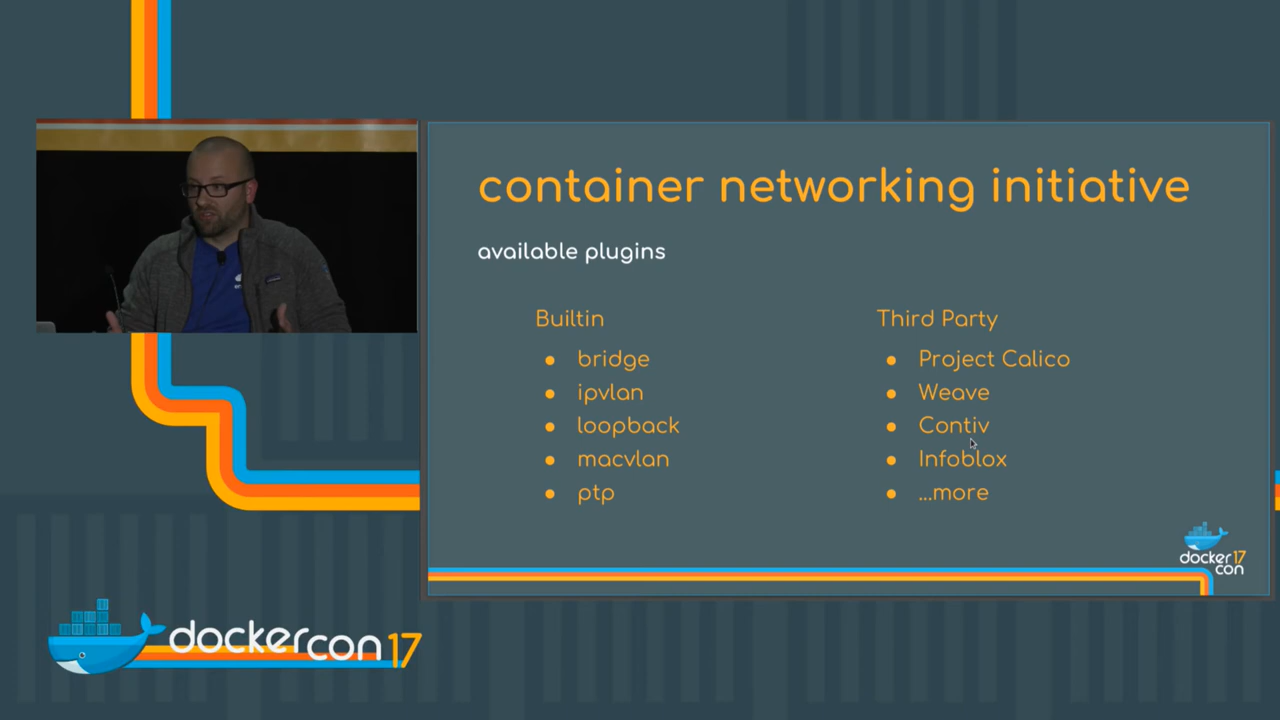 container networking initiative
available plugins
Builtin
bridge
ipvlan
loopback
macvlan
ptp
Third Party
Project Calico
Weave
Contiv
Infoblox
...more
docker 17
con
dockercon 17